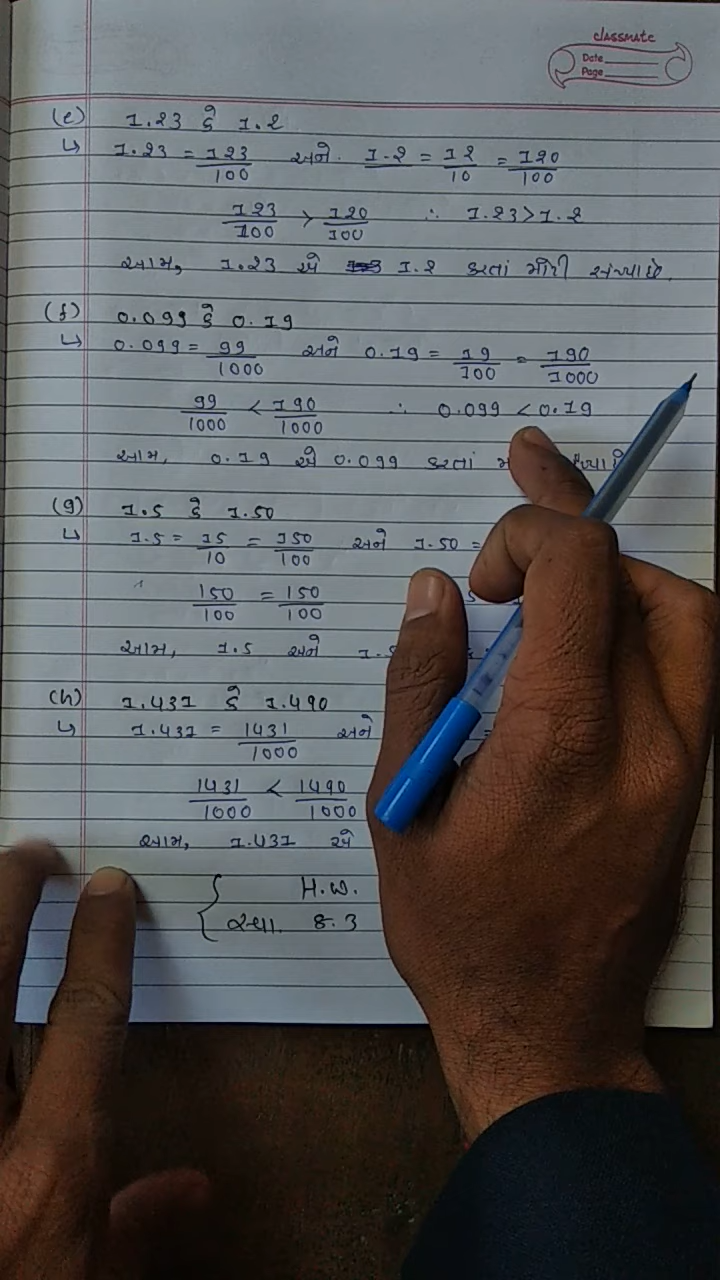 classmate
Date
Page
(e) 1.23 કે 1.2
↳ 1.23 = 123/100 અને 1.2 = 12/10 = 120/100
123/100 > 120/100 ∴ 1.23 > 1.2
આમ, 1.23 એ 1.2 કરતાં મોટી સંખ્યા છે.
(f) 0.099 કે 0.19
↳ 0.099 = 99/1000 અને 0.19 = 19/100 = 190/1000
99/1000 < 190/1000 ∴ 0.099 < 0.19
આમ, 0.19 એ 0.099 કરતાં
(g) 1.5 કે 1.50
↳ 1.5 = 15/10 = 150/100 અને 1.50 =
150/100 = 150/100
આમ, 1.5 અને
(h) 1.431 કે 1.490
↳ 1.431 = 1431/1000 અને
1431/1000 < 1490/1000
આમ, 1.431 એ
H.W.
સ્વા. 8.3